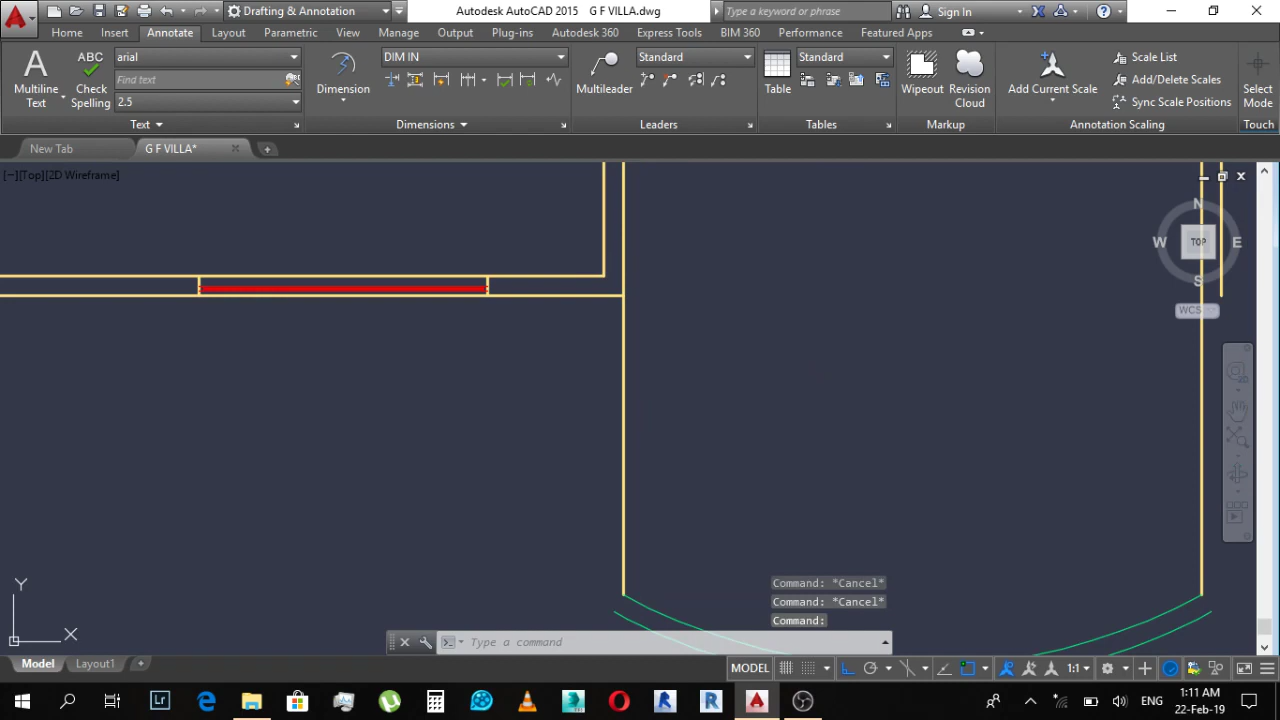 Drafting & Annotation
Autodesk AutoCAD 2015 G F VILLA.dwg
Type a keyword or phrase
Sign In
Home Insert Annotate Layout Parametric View Manage Output Plug-ins Autodesk 360 Express Tools BIM 360 Performance Featured Apps
Multiline Text
ABC
Check Spelling
arial
Find text
2.5
Text
Dimension
DIM IN
Dimensions
Multileader
Standard
Leaders
Table
Standard
Tables
Wipeout
Revision Cloud
Markup
Add Current Scale
Scale List
Add/Delete Scales
Sync Scale Positions
Annotation Scaling
Select Mode
Touch
New Tab
G F VILLA*
[−][Top][2D Wireframe]
N
W TOP E
S
WCS
Y
X
Command: *Cancel*
Command: *Cancel*
Command:
Type a command
Model Layout1
MODEL
1:1
ENG
1:11 AM
22-Feb-19